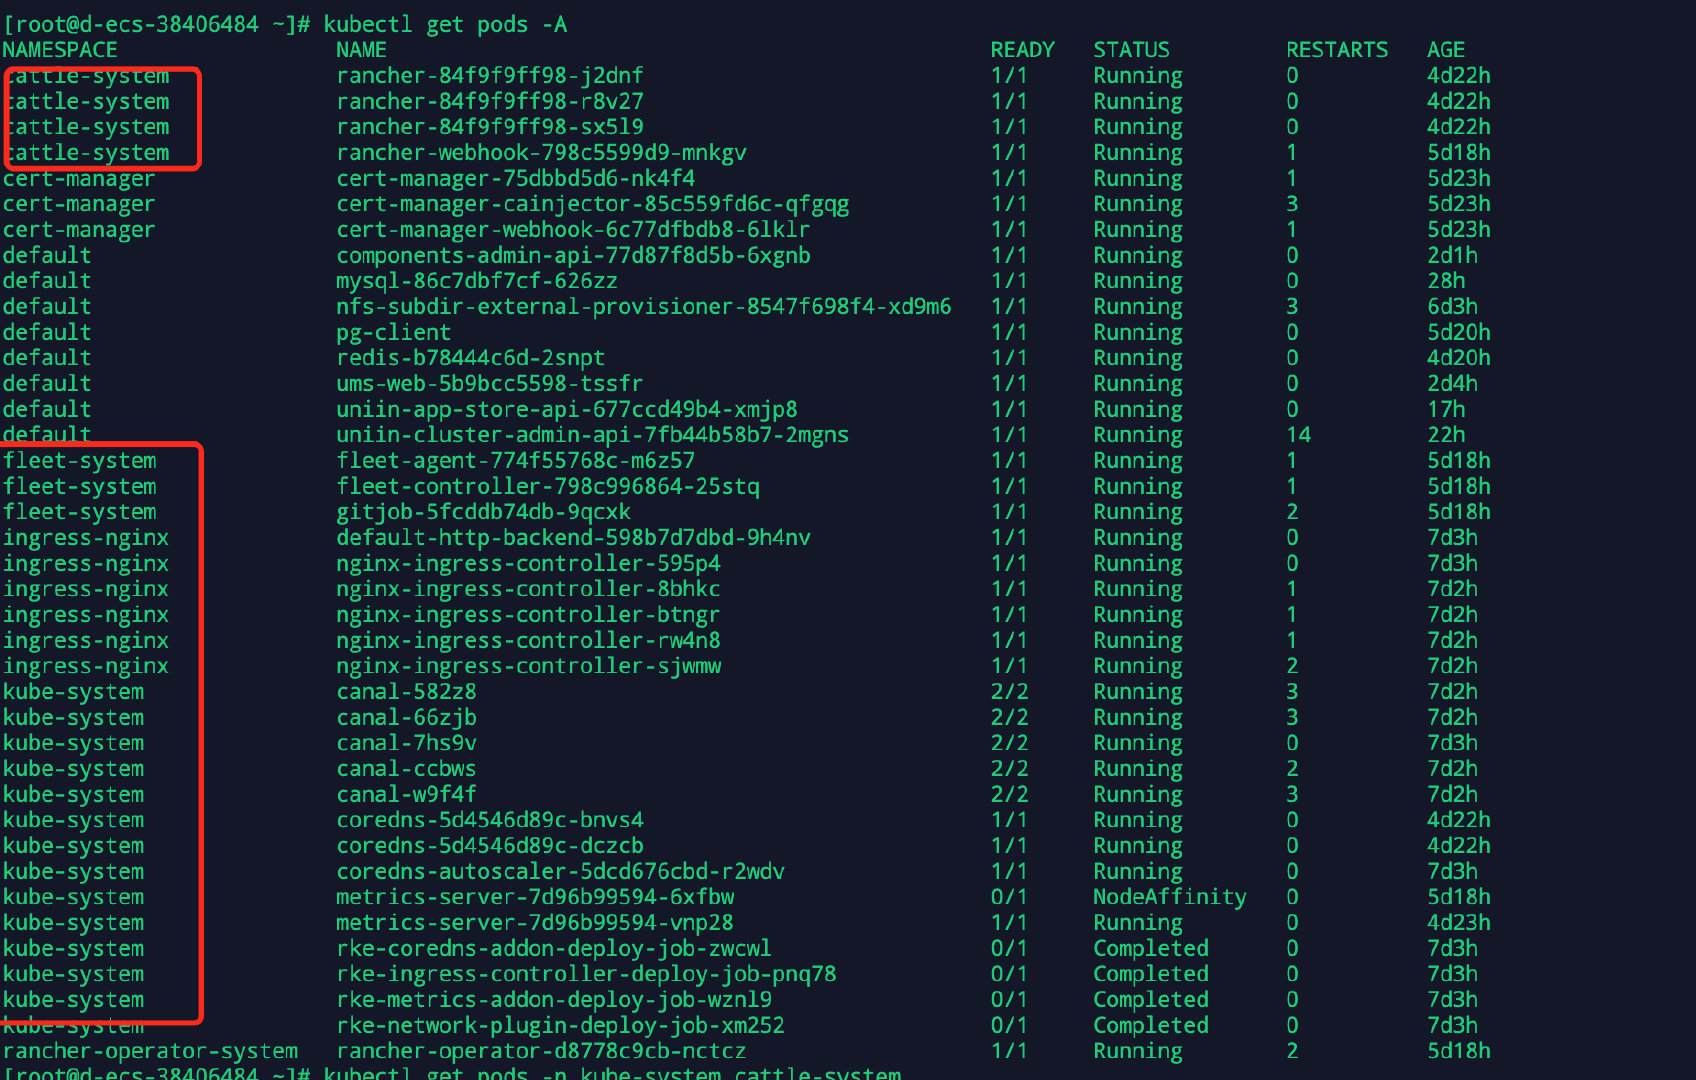 [root@d-ecs-38406484 ~]# kubectl get pods -A
NAMESPACE NAME READY STATUS RESTARTS AGE
cattle-system rancher-84f9f9ff98-j2dnf 1/1 Running 0 4d22h
cattle-system rancher-84f9f9ff98-r8v27 1/1 Running 0 4d22h
cattle-system rancher-84f9f9ff98-sx5l9 1/1 Running 0 4d22h
cattle-system rancher-webhook-798c5599d9-mnkgv 1/1 Running 1 5d18h
cert-manager cert-manager-75dbbd5d6-nk4f4 1/1 Running 1 5d23h
cert-manager cert-manager-cainjector-85c559fd6c-qfgqg 1/1 Running 3 5d23h
cert-manager cert-manager-webhook-6c77dfbdb8-6lklr 1/1 Running 1 5d23h
default components-admin-api-77d87f8d5b-6xgnb 1/1 Running 0 2d1h
default mysql-86c7dbf7cf-626zz 1/1 Running 0 28h
default nfs-subdir-external-provisioner-8547f698f4-xd9m6 1/1 Running 3 6d3h
default pg-client 1/1 Running 0 5d20h
default redis-b78444c6d-2snpt 1/1 Running 0 4d20h
default ums-web-5b9bcc5598-tssfr 1/1 Running 0 2d4h
default uniin-app-store-api-677ccd49b4-xmjp8 1/1 Running 0 17h
default uniin-cluster-admin-api-7fb44b58b7-2mgns 1/1 Running 14 22h
fleet-system fleet-agent-774f55768c-m6z57 1/1 Running 1 5d18h
fleet-system fleet-controller-798c996864-25stq 1/1 Running 1 5d18h
fleet-system gitjob-5fcddb74db-9qcxk 1/1 Running 2 5d18h
ingress-nginx default-http-backend-598b7d7dbd-9h4nv 1/1 Running 0 7d3h
ingress-nginx nginx-ingress-controller-595p4 1/1 Running 0 7d3h
ingress-nginx nginx-ingress-controller-8bhkc 1/1 Running 1 7d2h
ingress-nginx nginx-ingress-controller-btngr 1/1 Running 1 7d2h
ingress-nginx nginx-ingress-controller-rw4n8 1/1 Running 1 7d2h
ingress-nginx nginx-ingress-controller-sjwmw 1/1 Running 2 7d2h
kube-system canal-582z8 2/2 Running 3 7d2h
kube-system canal-66zjb 2/2 Running 3 7d2h
kube-system canal-7hs9v 2/2 Running 0 7d3h
kube-system canal-ccbws 2/2 Running 2 7d2h
kube-system canal-w9f4f 2/2 Running 3 7d2h
kube-system coredns-5d4546d89c-bnvs4 1/1 Running 0 4d22h
kube-system coredns-5d4546d89c-dczcb 1/1 Running 0 4d22h
kube-system coredns-autoscaler-5dcd676cbd-r2wdv 1/1 Running 0 7d3h
kube-system metrics-server-7d96b99594-6xfbw 0/1 NodeAffinity 0 5d18h
kube-system metrics-server-7d96b99594-vnp28 1/1 Running 0 4d23h
kube-system rke-coredns-addon-deploy-job-zwcwl 0/1 Completed 0 7d3h
kube-system rke-ingress-controller-deploy-job-pnq78 0/1 Completed 0 7d3h
kube-system rke-metrics-addon-deploy-job-wznl9 0/1 Completed 0 7d3h
kube-system rke-network-plugin-deploy-job-xm252 0/1 Completed 0 7d3h
rancher-operator-system rancher-operator-d8778c9cb-nctcz 1/1 Running 2 5d18h
[root@d-ecs-38406484 ~]# kubectl get pods -n kube-system cattle-system